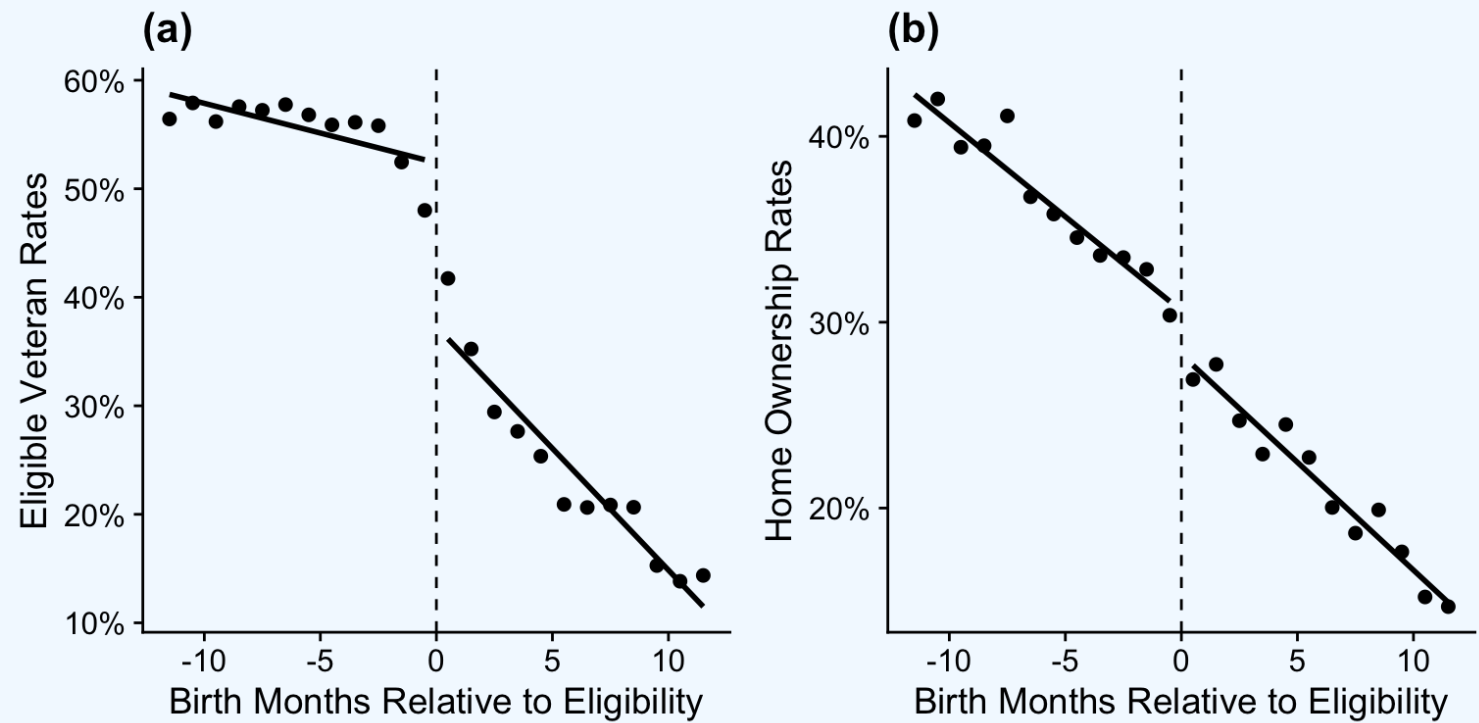 (a)
60%
50%
40%
30%
20%
10%
Eligible Veteran Rates
-10 -5 0 5 10
Birth Months Relative to Eligibility
(b)
40%
30%
20%
Home Ownership Rates
-10 -5 0 5 10
Birth Months Relative to Eligibility